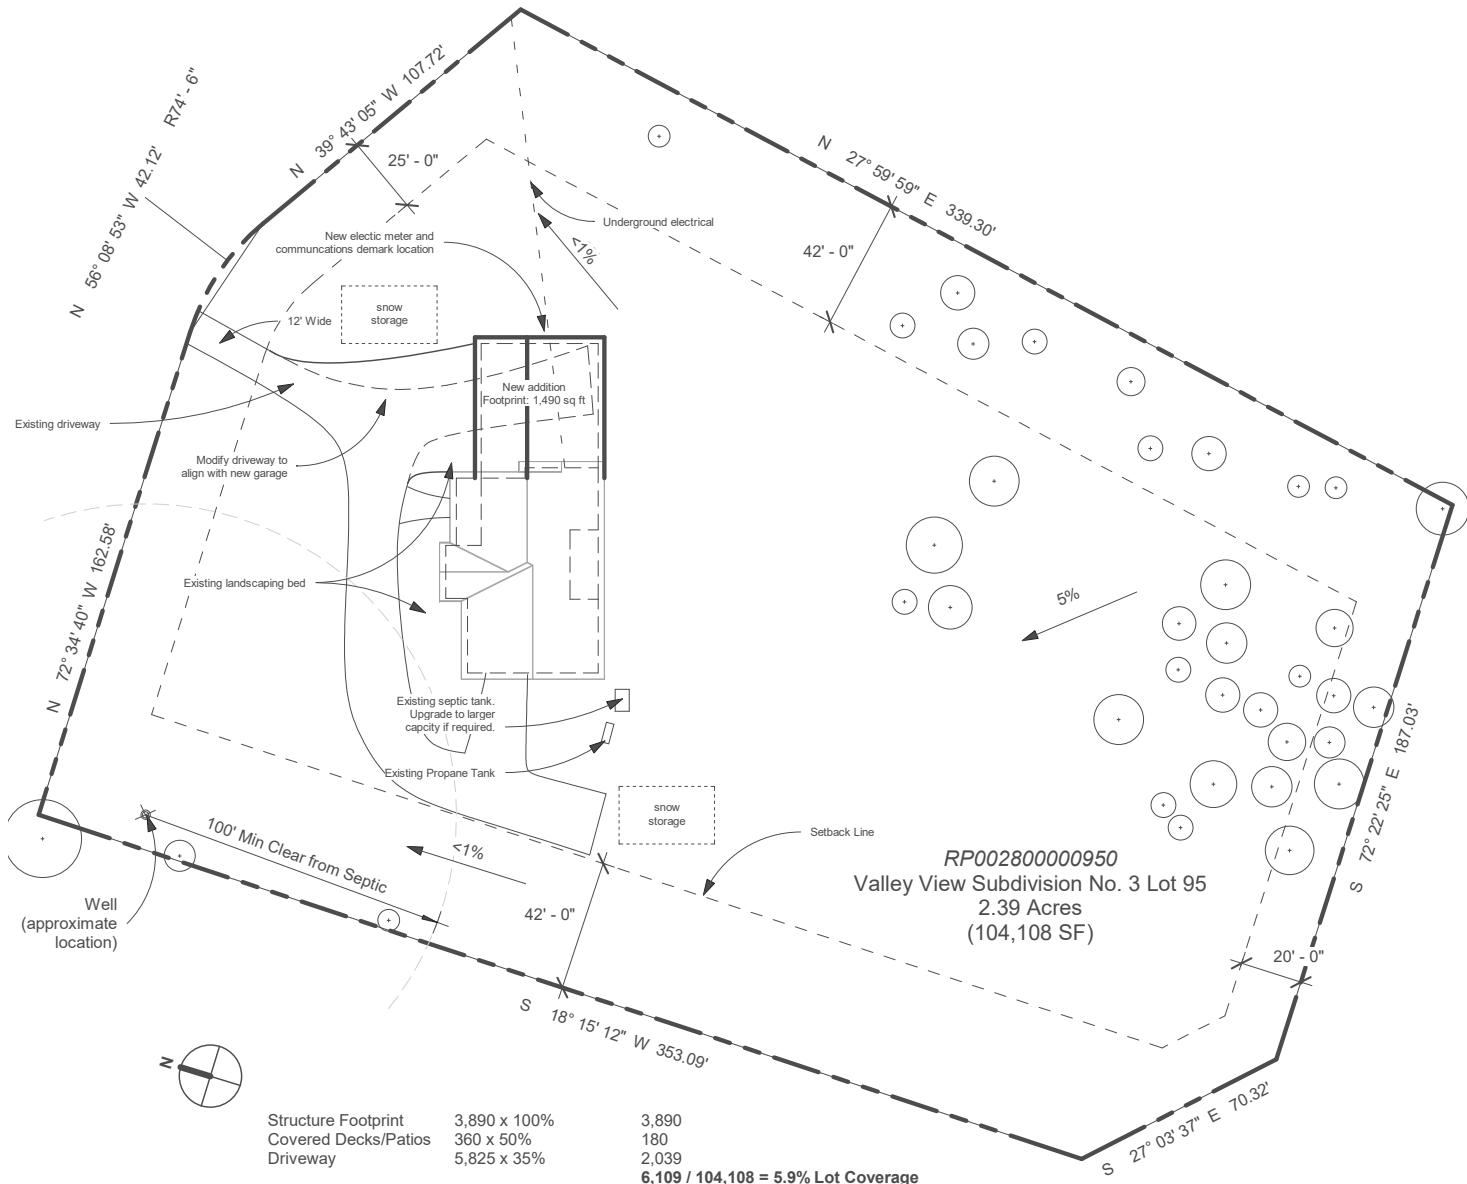 N 39° 43' 05" W 107.72'
R74' - 6"
N 56° 08' 53" W 42.12'
25' - 0"
N 27° 59' 59" E 339.30'
Underground electrical
New electic meter and
communcations demark location
<1%
42' - 0"
snow
storage
12' Wide
New addition
Footprint: 1,490 sq ft
Existing driveway
Modify driveway to
align with new garage
N 72° 34' 40" W 162.58'
Existing landscaping bed
5%
Existing septic tank.
Upgrade to larger
capcity if required.
Existing Propane Tank
snow
storage
Setback Line
100' Min Clear from Septic
<1%
RP002800000950
Valley View Subdivision No. 3 Lot 95
2.39 Acres
(104,108 SF)
S 72° 22' 25" E 187.03'
Well
(approximate
location)
42' - 0"
20' - 0"
S 18° 15' 12" W 353.09'
N
S 27° 03' 37" E 70.32'
Structure Footprint 3,890 x 100% 3,890
Covered Decks/Patios 360 x 50% 180
Driveway 5,825 x 35% 2,039
6,109 / 104,108 = 5.9% Lot Coverage